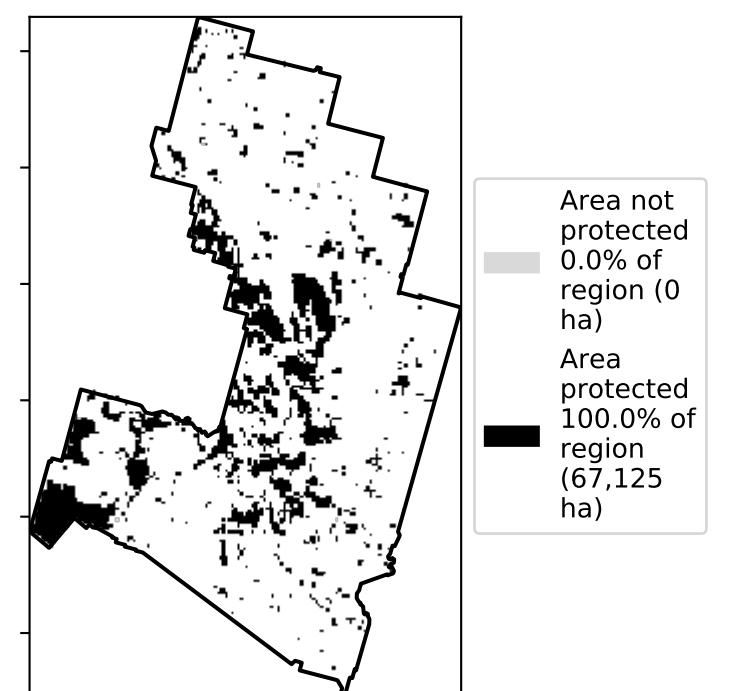 Area not
protected
0.0% of
region (0
ha)
Area
protected
100.0% of
region
(67,125
ha)